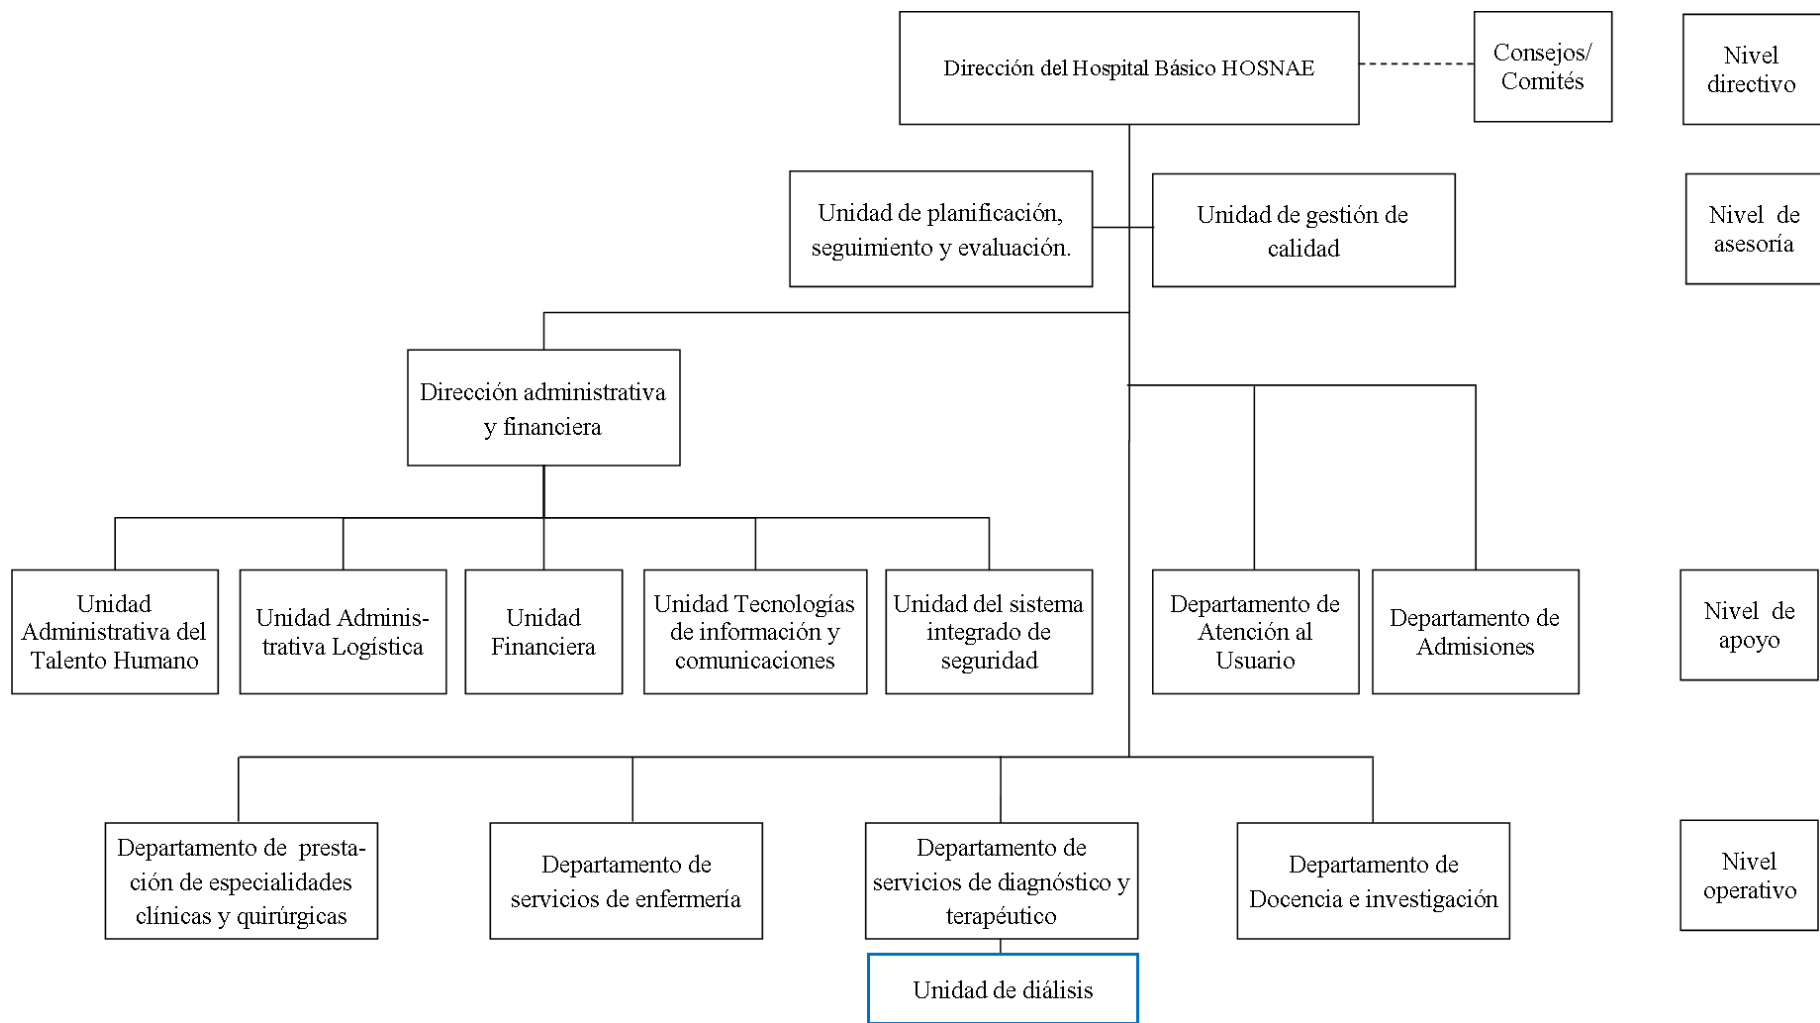 Dirección del Hospital Básico HOSNAE
Consejos/
Comités
Nivel
directivo
Unidad de planificación,
seguimiento y evaluación.
Unidad de gestión de
calidad
Nivel de
asesoría
Dirección administrativa
y financiera
Unidad
Administrativa del
Talento Humano
Unidad Adminis-
trativa Logística
Unidad
Financiera
Unidad Tecnologías
de información y
comunicaciones
Unidad del sistema
integrado de
seguridad
Departamento de
Atención al
Usuario
Departamento de
Admisiones
Nivel de
apoyo
Departamento de presta-
ción de especialidades
clínicas y quirúrgicas
Departamento de
servicios de enfermería
Departamento de
servicios de diagnóstico y
terapéutico
Departamento de
Docencia e investigación
Nivel
operativo
Unidad de diálisis